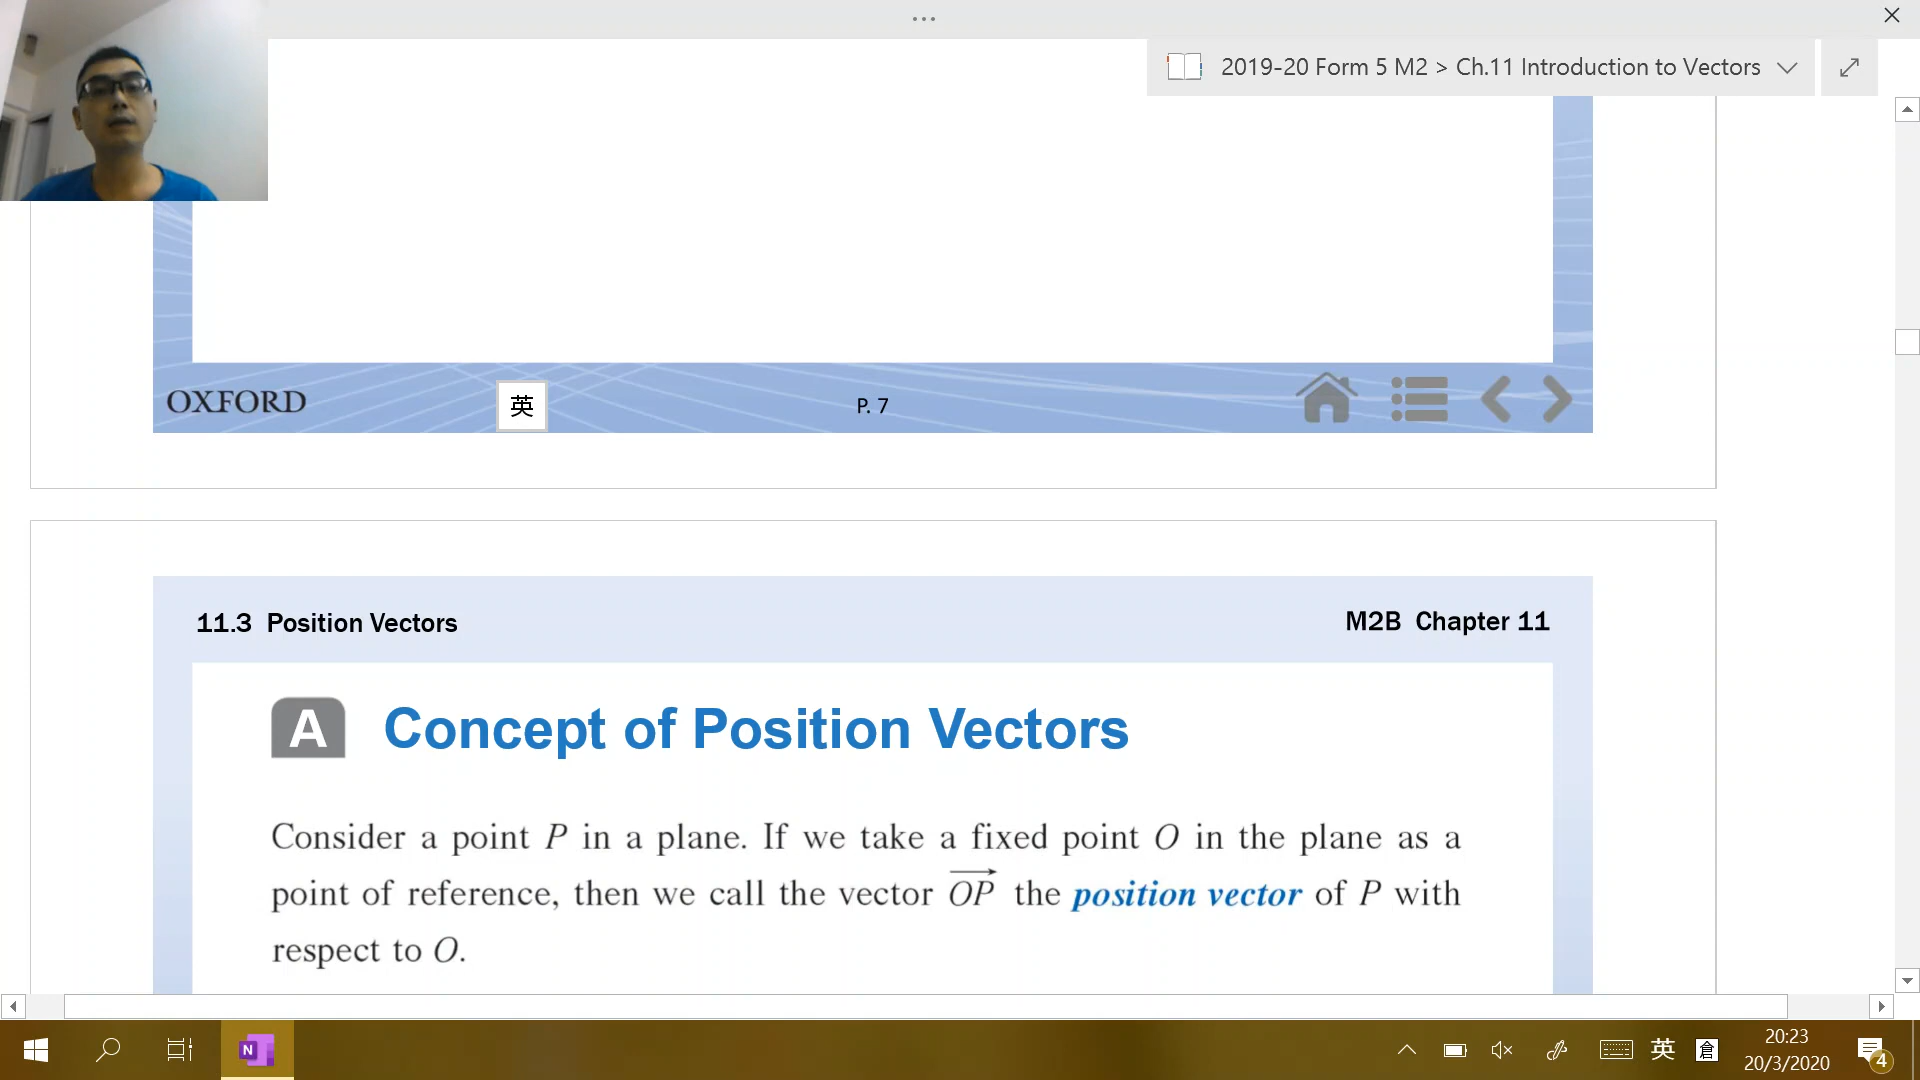 2019-20 Form 5 M2 > Ch.11 Introduction to Vectors
OXFORD
英
P. 7
11.3 Position Vectors
M2B Chapter 11
A Concept of Position Vectors
Consider a point P in a plane. If we take a fixed point O in the plane as a
point of reference, then we call the vector OP the position vector of P with
respect to O.
N
英
倉
20:23
20/3/2020
4